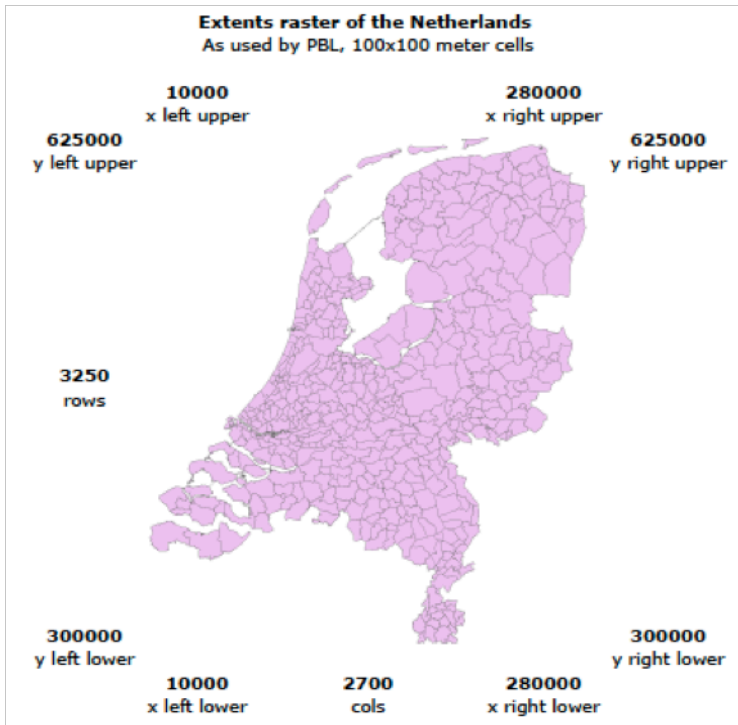 Extents raster of the Netherlands
As used by PBL, 100x100 meter cells
10000
x left upper
280000
x right upper
625000
y left upper
625000
y right upper
3250
rows
300000
y left lower
300000
y right lower
10000
x left lower
2700
cols
280000
x right lower